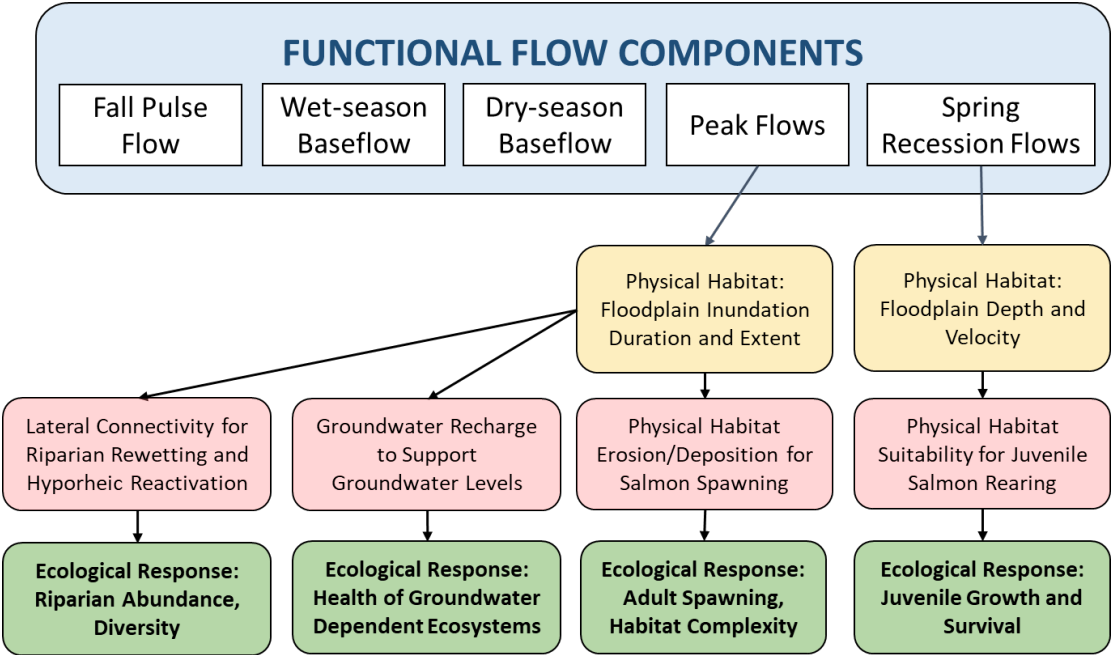 FUNCTIONAL FLOW COMPONENTS
Fall Pulse
Flow
Wet-season
Baseflow
Dry-season
Baseflow
Peak Flows
Spring
Recession Flows
Physical Habitat:
Floodplain Inundation
Duration and Extent
Physical Habitat:
Floodplain Depth and
Velocity
Lateral Connectivity for
Riparian Rewetting and
Hyporheic Reactivation
Groundwater Recharge
to Support
Groundwater Levels
Physical Habitat
Erosion/Deposition for
Salmon Spawning
Physical Habitat
Suitability for Juvenile
Salmon Rearing
Ecological Response:
Riparian Abundance,
Diversity
Ecological Response:
Health of Groundwater
Dependent Ecosystems
Ecological Response:
Adult Spawning,
Habitat Complexity
Ecological Response:
Juvenile Growth and
Survival